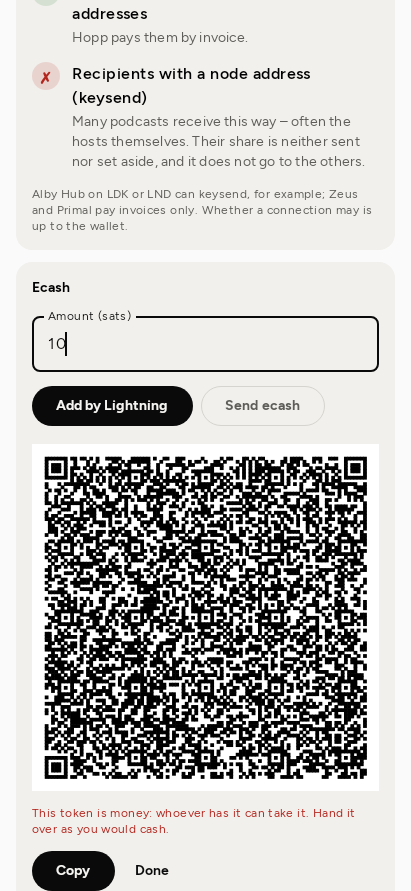 addresses
Hopp pays them by invoice.
✗
Recipients with a node address
(keysend)
Many podcasts receive this way – often the
hosts themselves. Their share is neither sent
nor set aside, and it does not go to the others.
Alby Hub on LDK or LND can keysend, for example; Zeus
and Primal pay invoices only. Whether a connection may is
up to the wallet.
Ecash
Amount (sats)
10
Add by Lightning
Send ecash
This token is money: whoever has it can take it. Hand it
over as you would cash.
Copy
Done